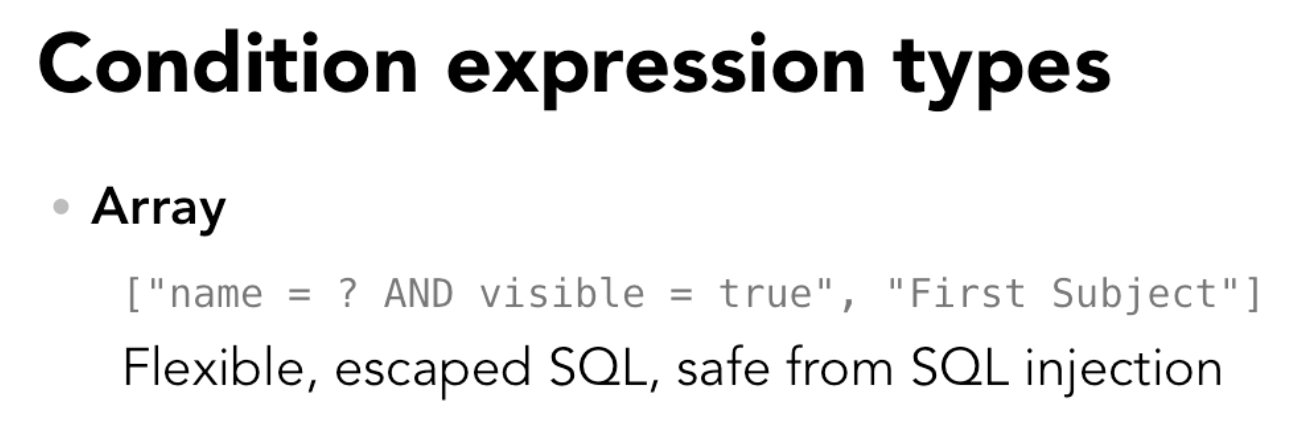 Condition expression types
• Array
["name = ? AND visible = true", "First Subject"]
Flexible, escaped SQL, safe from SQL injection